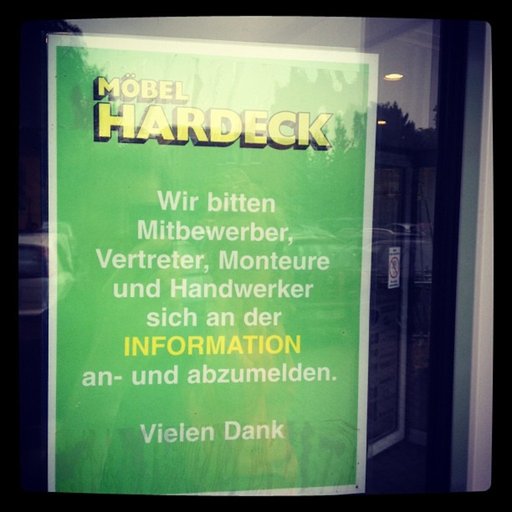 MÖBEL
HARDECK
Wir bitten
Mitbewerber,
Vertreter, Monteure
und Handwerker
sich an der
INFORMATION
an- und abzumelden.
Vielen Dank